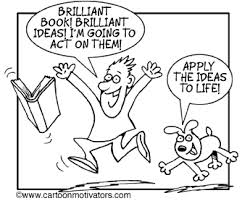 BRILLIANT
BOOK! BRILLIANT
IDEAS! I'M GOING TO
ACT ON THEM!
APPLY
THE IDEAS
TO LIFE!
©www.cartoonmotivators.com